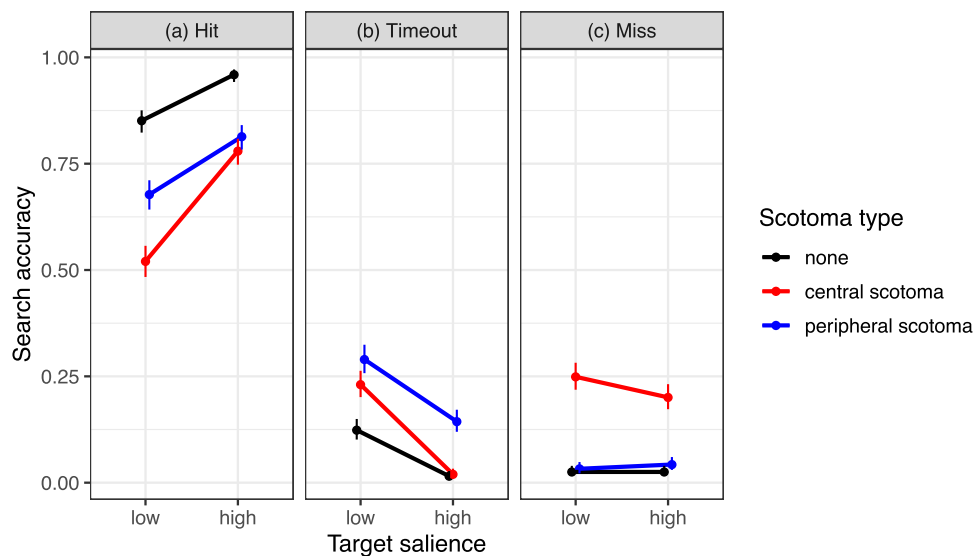 (a) Hit
(b) Timeout
(c) Miss
1.00
0.75
0.50
0.25
0.00
Search accuracy
low
high
low
high
low
high
Target salience
Scotoma type
none
central scotoma
peripheral scotoma